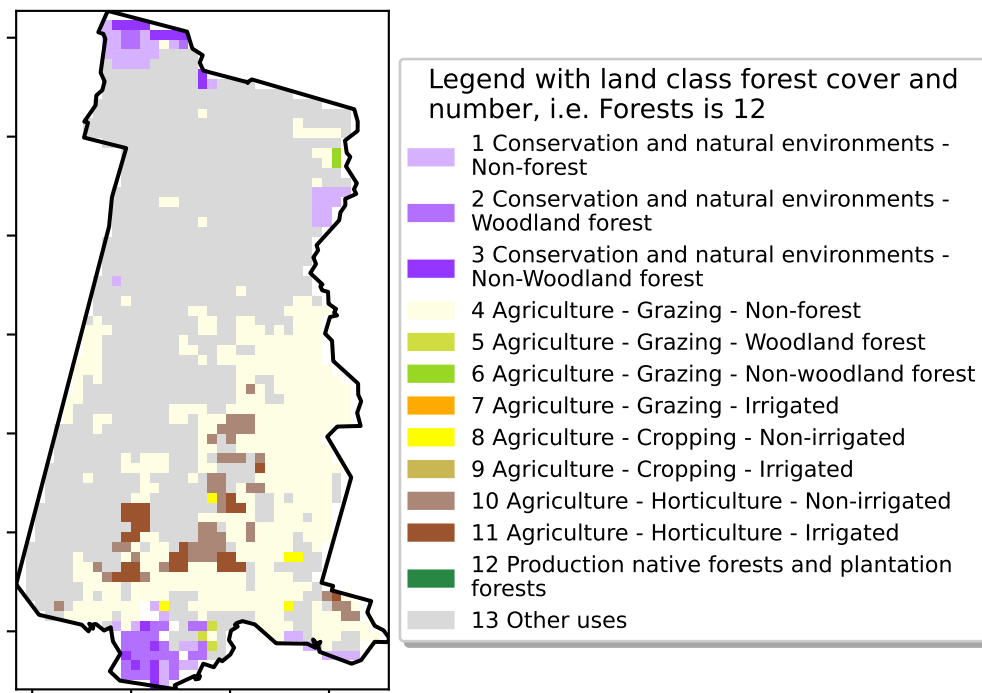 Legend with land class forest cover and
number, i.e. Forests is 12
1 Conservation and natural environments -
Non-forest
2 Conservation and natural environments -
Woodland forest
3 Conservation and natural environments -
Non-Woodland forest
4 Agriculture - Grazing - Non-forest
5 Agriculture - Grazing - Woodland forest
6 Agriculture - Grazing - Non-woodland forest
7 Agriculture - Grazing - Irrigated
8 Agriculture - Cropping - Non-irrigated
9 Agriculture - Cropping - Irrigated
10 Agriculture - Horticulture - Non-irrigated
11 Agriculture - Horticulture - Irrigated
12 Production native forests and plantation
forests
13 Other uses